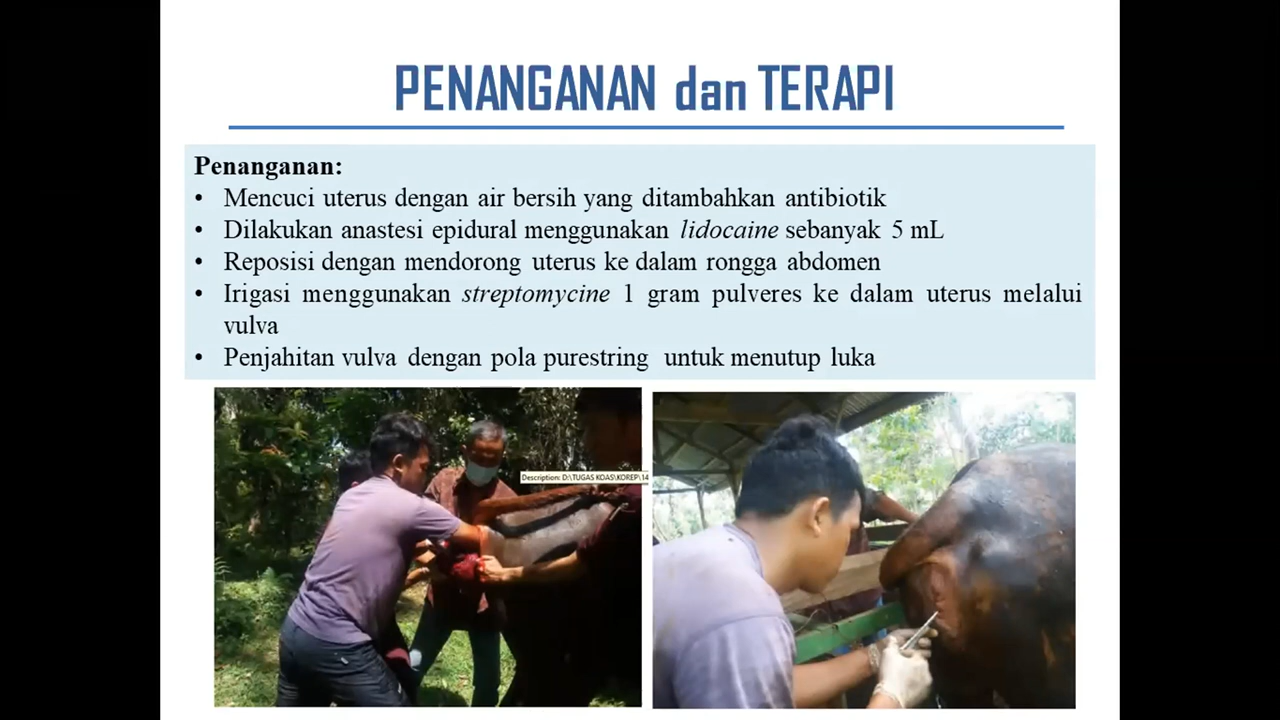 PENANGANAN dan TERAPI
Penanganan:
• Mencuci uterus dengan air bersih yang ditambahkan antibiotik
• Dilakukan anastesi epidural menggunakan lidocaine sebanyak 5 mL
• Reposisi dengan mendorong uterus ke dalam rongga abdomen
• Irigasi menggunakan streptomycine 1 gram pulveres ke dalam uterus melalui
vulva
• Penjahitan vulva dengan pola purestring untuk menutup luka
Description: D:\TUGAS KOAS\KOREP\14